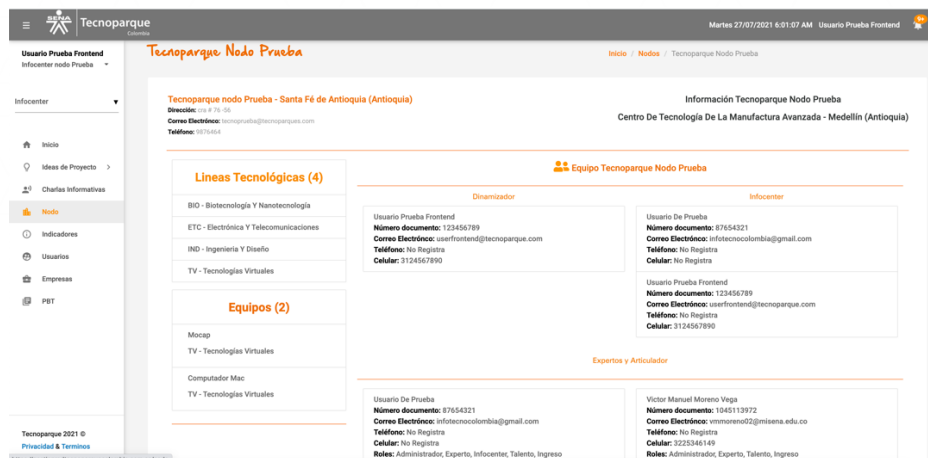 SENA
Tecnoparque
Colombia
Martes 27/07/2021 6:01:07 AM Usuario Prueba Frontend
9+
Usuario Prueba Frontend
Infocenter nodo Prueba
Infocenter
Inicio
Ideas de Proyecto
Charlas Informativas
Nodo
Indicadores
Usuarios
Empresas
PBT
Tecnoparque 2021 ©
Privacidad & Terminos
Tecnoparque Nodo Prueba
Inicio / Nodos / Tecnoparque Nodo Prueba
Tecnoparque nodo Prueba - Santa Fé de Antioquia (Antioquia)
Dirección: cra # 76 -56
Correo Electrónco: tecnoprueba@tecnoparques.com
Teléfono: 9876464
Información Tecnoparque Nodo Prueba
Centro De Tecnología De La Manufactura Avanzada - Medellín (Antioquia)
Lineas Tecnológicas (4)
BIO - Biotecnología Y Nanotecnología
ETC - Electrónica Y Telecomunicaciones
IND - Ingenieria Y Diseño
TV - Tecnologías Virtuales
Equipos (2)
Mocap
TV - Tecnologías Virtuales
Computador Mac
TV - Tecnologías Virtuales
Equipo Tecnoparque Nodo Prueba
Dinamizador
Usuario Prueba Frontend
Número documento: 123456789
Correo Electrónco: userfrontend@tecnoparque.com
Teléfono: No Registra
Celular: 3124567890
Infocenter
Usuario De Prueba
Número documento: 87654321
Correo Electrónco: infotecnocolombia@gmail.com
Teléfono: No Registra
Celular: No Registra
Usuario Prueba Frontend
Número documento: 123456789
Correo Electrónco: userfrontend@tecnoparque.com
Teléfono: No Registra
Celular: 3124567890
Expertos y Articulador
Usuario De Prueba
Número documento: 87654321
Correo Electrónco: infotecnocolombia@gmail.com
Teléfono: No Registra
Celular: No Registra
Roles: Administrador, Experto, Infocenter, Talento, Ingreso
Victor Manuel Moreno Vega
Número documento: 1045113972
Correo Electrónco: vmmoreno02@misena.edu.co
Teléfono: No Registra
Celular: 3225346149
Roles: Administrador, Experto, Talento, Ingreso